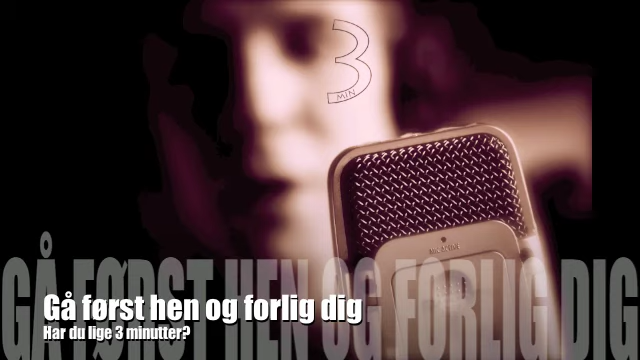 3
MIN
GÅ FØRST HEN OG FORLIG DIG
Gå først hen og forlig dig
Har du lige 3 minutter?